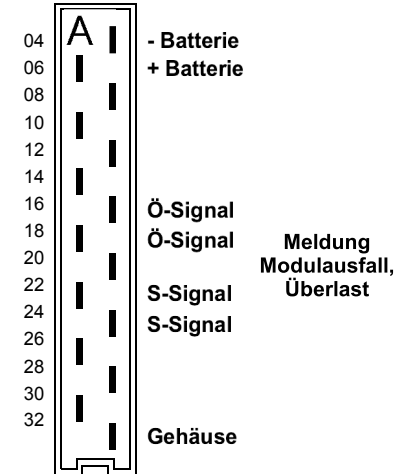 A
04 - Batterie
06 + Batterie
08
10
12
14
16 Ö-Signal
18 Ö-Signal
20
22 S-Signal
24 S-Signal
26
28
30
32 Gehäuse
Meldung
Modulausfall,
Überlast